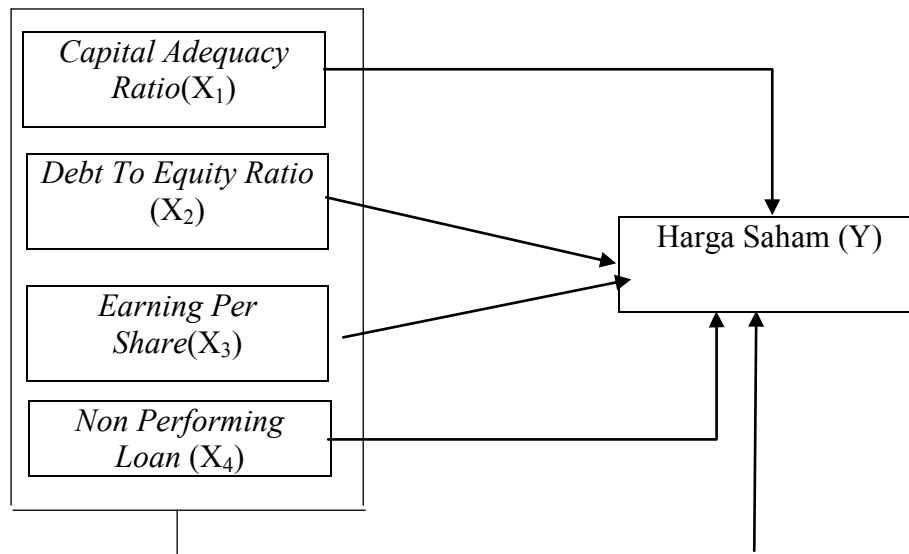 Capital Adequacy
Ratio(X₁)
Debt To Equity Ratio
(X₂)
Harga Saham (Y)
Earning Per
Share(X₃)
Non Performing
Loan (X₄)